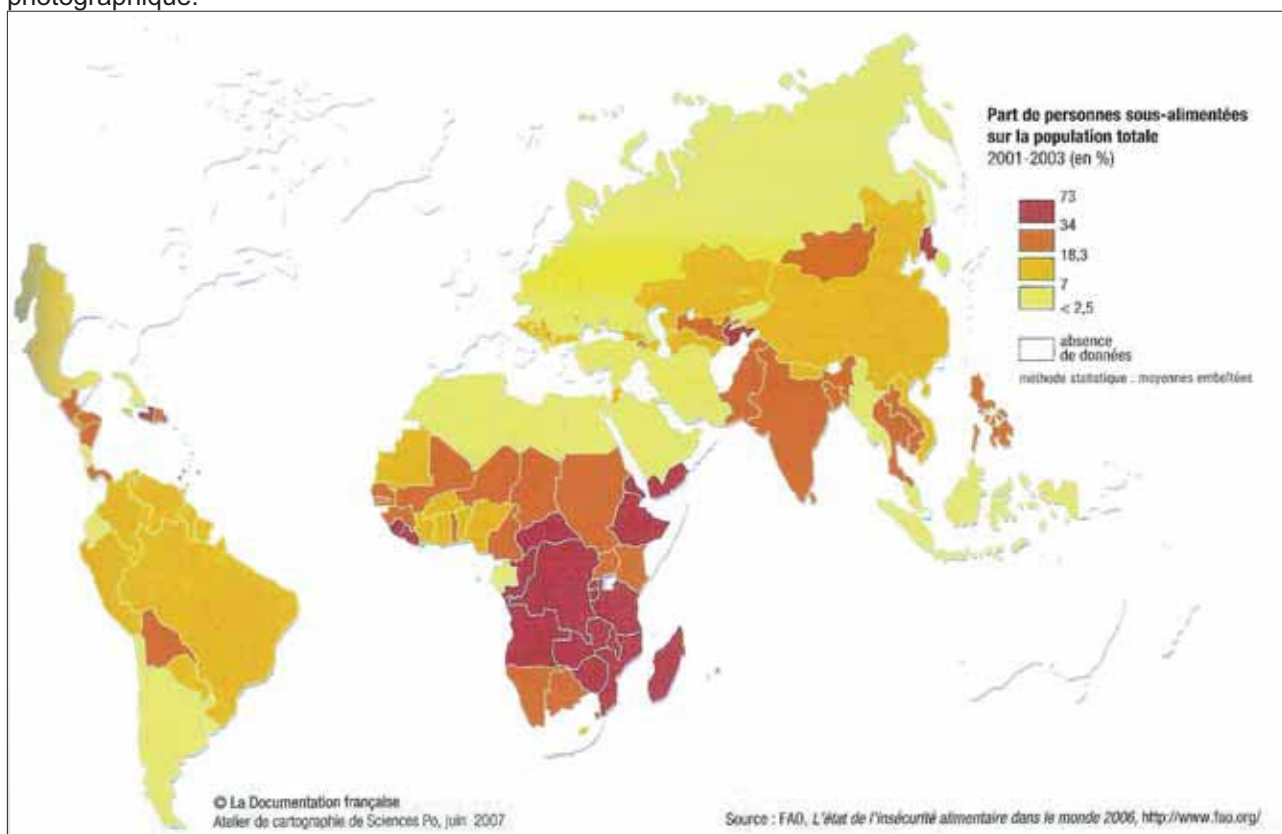 photographique.
Part de personnes sous-alimentées
sur la population totale
2001-2003 (en %)
73
34
18,3
7
< 2,5
absence
de données
méthode statistique : moyennes emboîtées
© La Documentation française
Atelier de cartographie de Sciences Po, juin 2007
Source : FAO, L'état de l'insécurité alimentaire dans le monde 2006, http://www.fao.org/